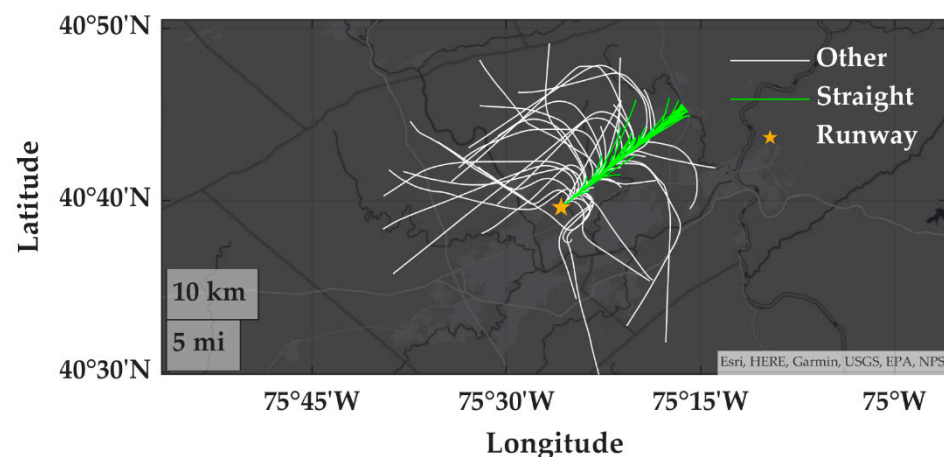 40°50'N
Other
Straight
Runway
Latitude
40°40'N
10 km
5 mi
40°30'N
Esri, HERE, Garmin, USGS, EPA, NPS
75°45'W
75°30'W
75°15'W
75°W
Longitude